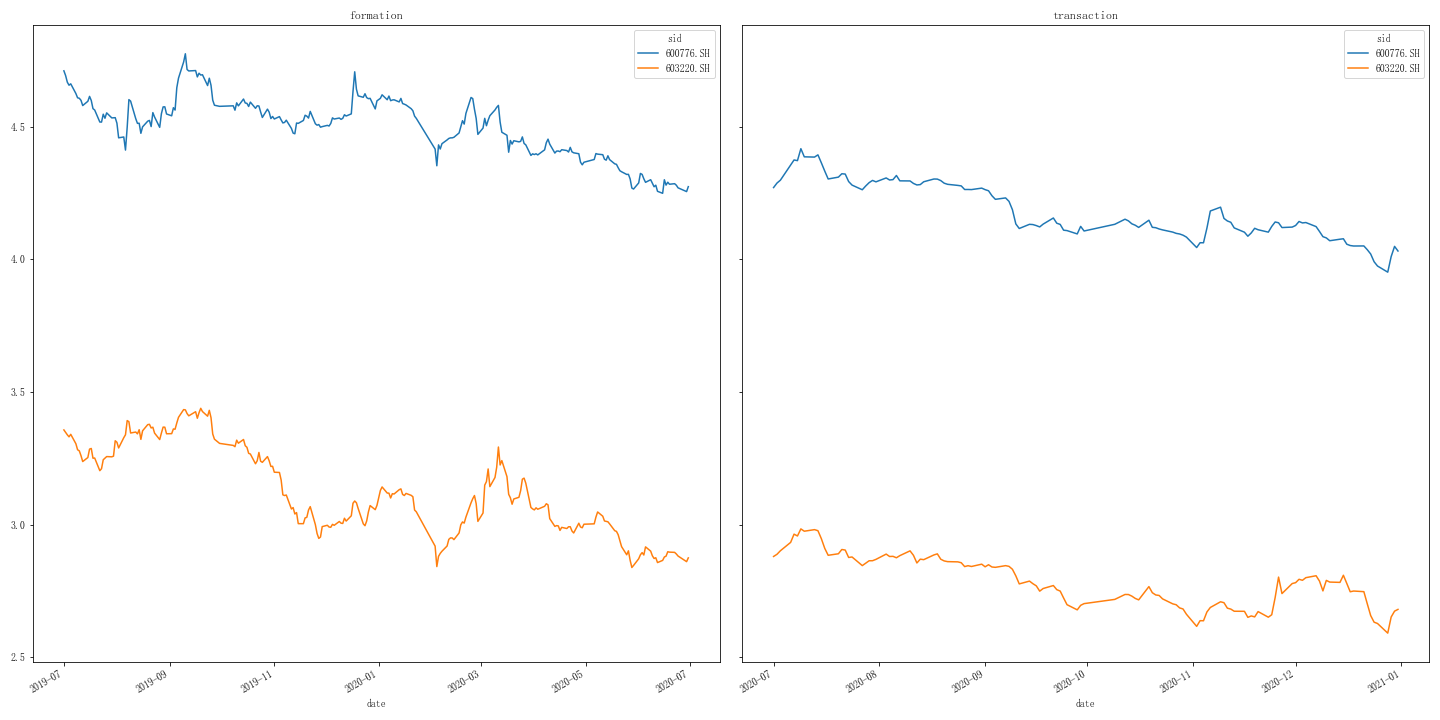 formation
sid
600776.SH
603220.SH
4.5
4.0
3.5
3.0
2.5
2019-07
2019-09
2019-11
2020-01
2020-03
2020-05
2020-07
date
transaction
sid
600776.SH
603220.SH
2020-07
2020-08
2020-09
2020-10
2020-11
2020-12
2021-01
date